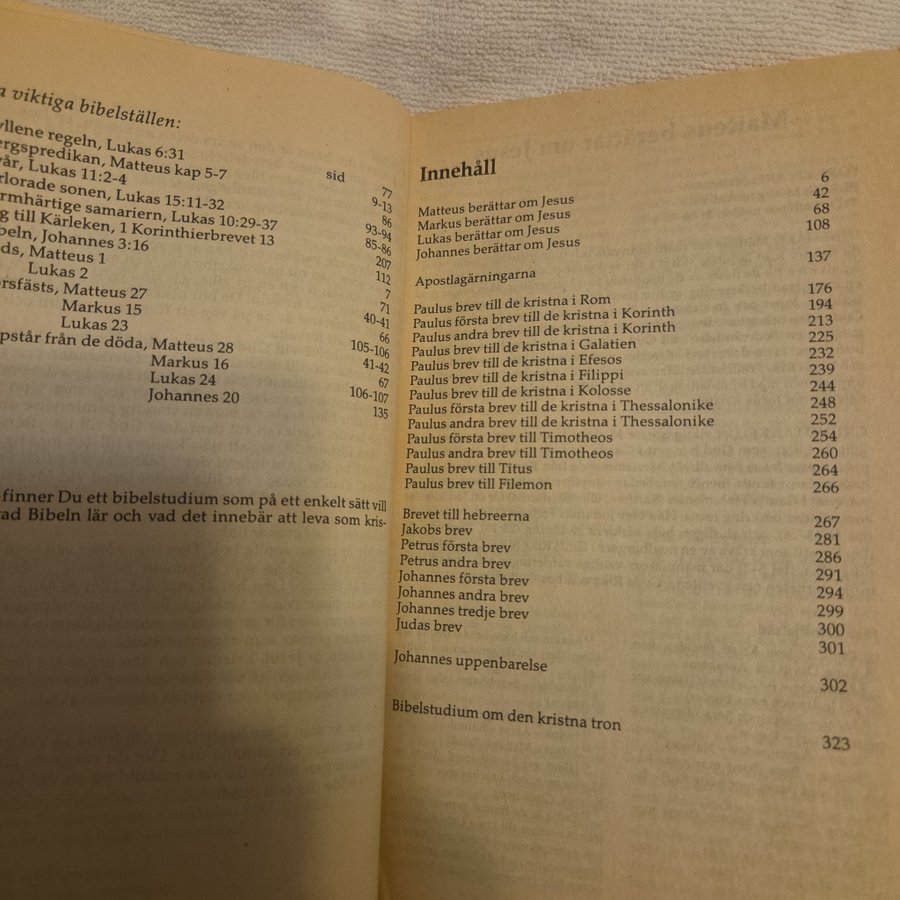 a viktiga bibelställen:
sid
yllene regeln, Lukas 6:31 77
ergspredikan, Matteus kap 5-7 9-13
vår, Lukas 11:2-4 86
rlorade sonen, Lukas 15:11-32 93-94
rmhärtige samariern, Lukas 10:29-37 85-86
g till Kärleken, 1 Korinthierbrevet 13 207
beln, Johannes 3:16 112
ds, Matteus 1 7
Lukas 2 71
orsfästs, Matteus 27 40-41
Markus 15 66
Lukas 23 105-106
pstår från de döda, Matteus 28 41-42
Markus 16 67
Lukas 24 106-107
Johannes 20 135
finner Du ett bibelstudium som på ett enkelt sätt vill
ad Bibeln lär och vad det innebär att leva som kris-
Innehåll
Matteus berättar om Jesus 6
Markus berättar om Jesus 42
Lukas berättar om Jesus 68
Johannes berättar om Jesus 108
Apostlagärningarna 137
Paulus brev till de kristna i Rom 176
Paulus första brev till de kristna i Korinth 194
Paulus andra brev till de kristna i Korinth 213
Paulus brev till de kristna i Galatien 225
Paulus brev till de kristna i Efesos 232
Paulus brev till de kristna i Filippi 239
Paulus brev till de kristna i Kolosse 244
Paulus första brev till de kristna i Thessalonike 248
Paulus andra brev till de kristna i Thessalonike 252
Paulus första brev till Timotheos 254
Paulus andra brev till Timotheos 260
Paulus brev till Titus 264
Paulus brev till Filemon 266
Brevet till hebreerna 267
Jakobs brev 281
Petrus första brev 286
Petrus andra brev 291
Johannes första brev 294
Johannes andra brev 299
Johannes tredje brev 300
Judas brev 301
Johannes uppenbarelse 302
Bibelstudium om den kristna tron 323